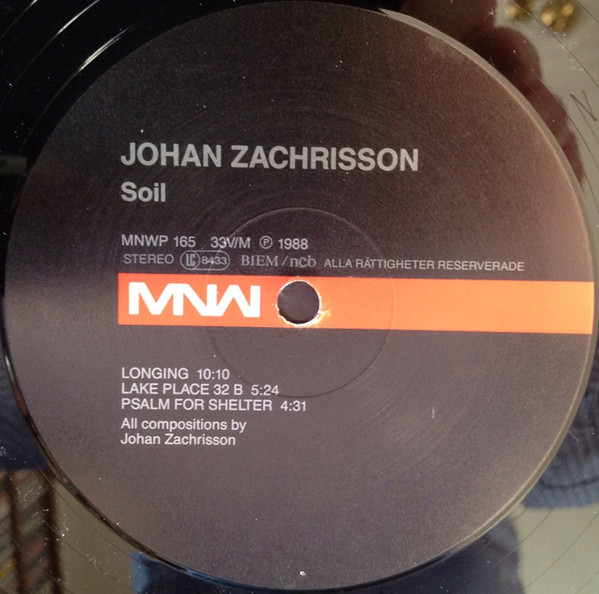 JOHAN ZACHRISSON
Soil
MNWP 165 33V/M Ⓟ 1988
STEREO LC 8433 BIEM/ncb ALLA RÄTTIGHETER RESERVERADE
MNW
LONGING 10:10
LAKE PLACE 32 B 5:24
PSALM FOR SHELTER 4:31
All compositions by
Johan Zachrisson